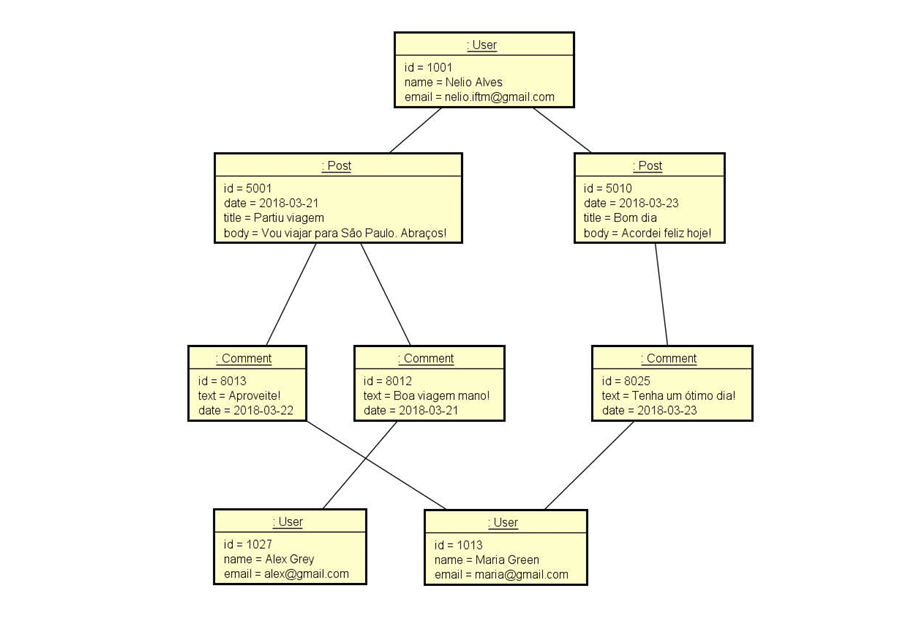 : User
id = 1001
name = Nelio Alves
email = nelio.iftm@gmail.com
: Post
id = 5001
date = 2018-03-21
title = Partiu viagem
body = Vou viajar para São Paulo. Abraços!
: Post
id = 5010
date = 2018-03-23
title = Bom dia
body = Acordei feliz hoje!
: Comment
id = 8013
text = Aproveite!
date = 2018-03-22
: Comment
id = 8012
text = Boa viagem mano!
date = 2018-03-21
: Comment
id = 8025
text = Tenha um ótimo dia!
date = 2018-03-23
: User
id = 1027
name = Alex Grey
email = alex@gmail.com
: User
id = 1013
name = Maria Green
email = maria@gmail.com